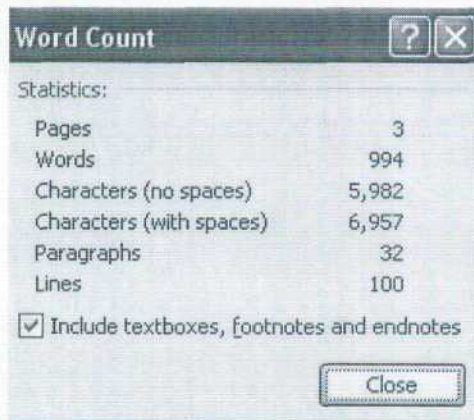 Word Count
Statistics:
Pages 3
Words 994
Characters (no spaces) 5,982
Characters (with spaces) 6,957
Paragraphs 32
Lines 100
Include textboxes, footnotes and endnotes
Close